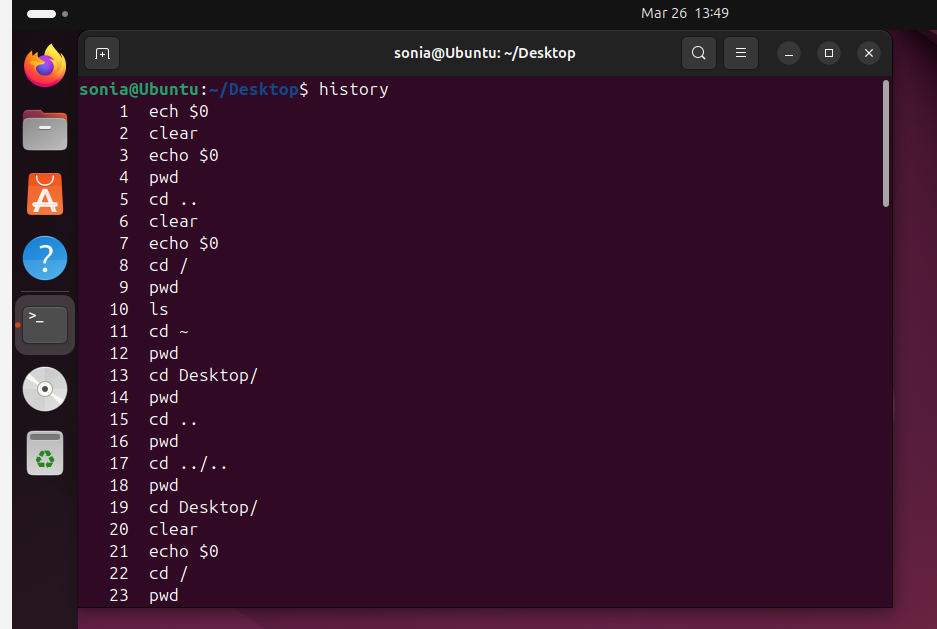 Mar 26 13:49
sonia@Ubuntu: ~/Desktop
sonia@Ubuntu:~/Desktop$ history
1 ech $0
2 clear
3 echo $0
4 pwd
5 cd ..
6 clear
7 echo $0
8 cd /
9 pwd
10 ls
11 cd ~
12 pwd
13 cd Desktop/
14 pwd
15 cd ..
16 pwd
17 cd ../..
18 pwd
19 cd Desktop/
20 clear
21 echo $0
22 cd /
23 pwd